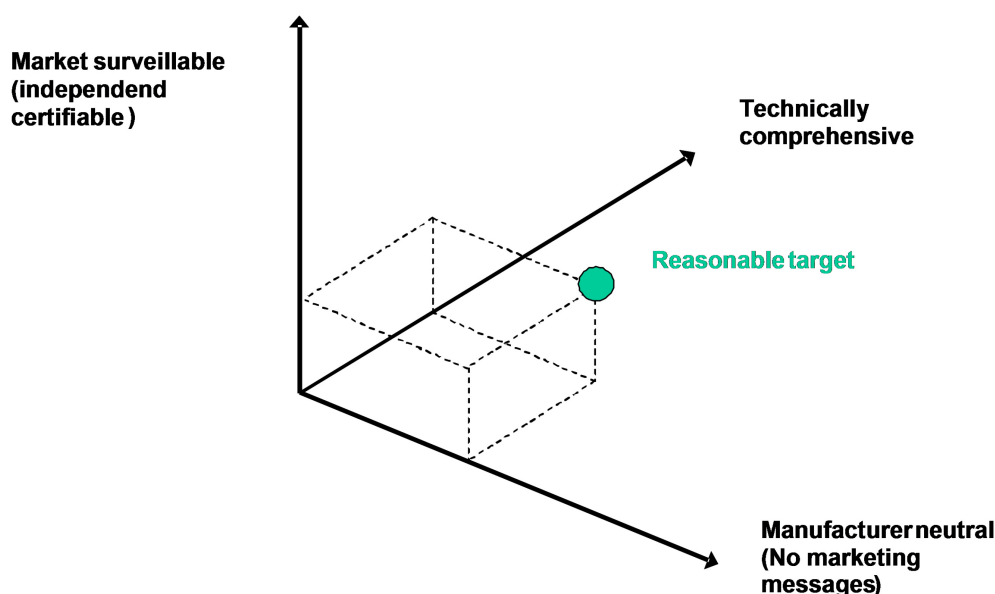 Market surveillable
(independend
certifiable )
Technically
comprehensive
Reasonable target
Manufacturer neutral
(No marketing
messages)